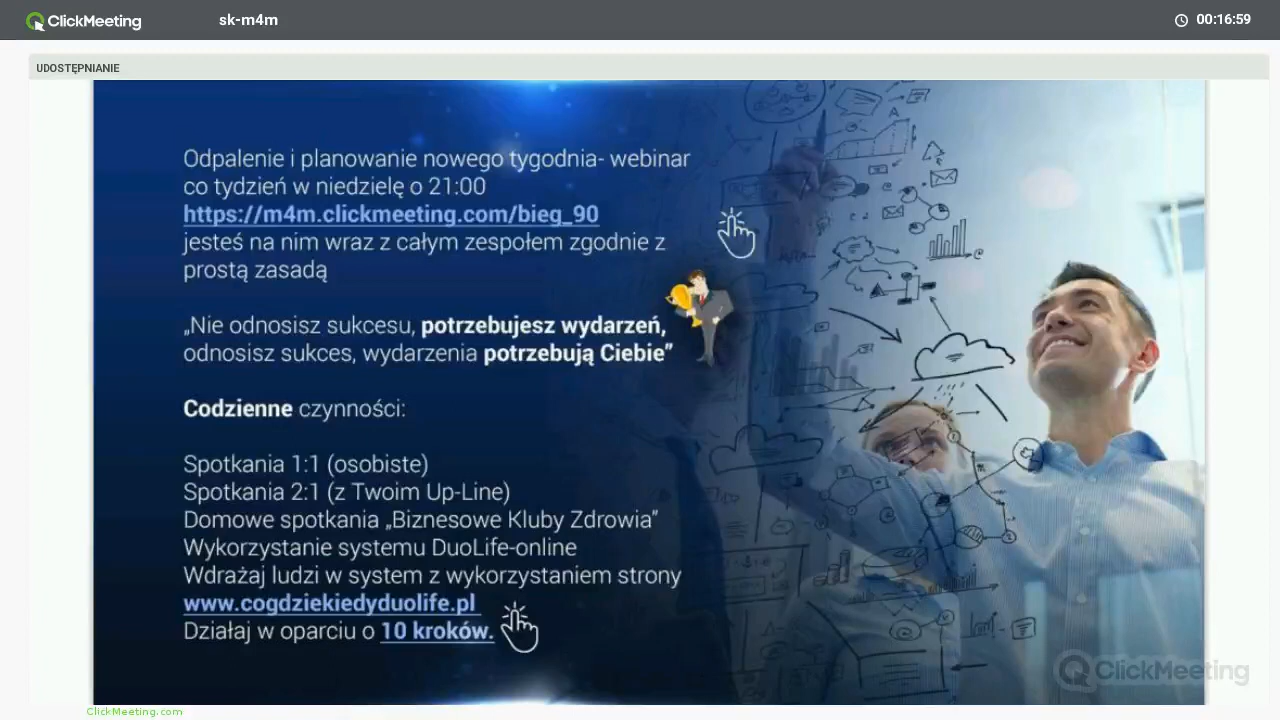 ClickMeeting
sk-m4m
00:16:59
UDOSTĘPNIANIE
Odpalenie i planowanie nowego tygodnia- webinar
co tydzień w niedzielę o 21:00
https://m4m.clickmeeting.com/bieg_90
jesteś na nim wraz z całym zespołem zgodnie z
prostą zasadą
„Nie odnosisz sukcesu, potrzebujesz wydarzeń,
odnosisz sukces, wydarzenia potrzebują Ciebie”
Codzienne czynności:
Spotkania 1:1 (osobiste)
Spotkania 2:1 (z Twoim Up-Line)
Domowe spotkania „Biznesowe Kluby Zdrowia”
Wykorzystanie systemu DuoLife-online
Wdrażaj ludzi w system z wykorzystaniem strony
www.cogdziekiedyduolife.pl
Działaj w oparciu o 10 kroków.
ClickMeeting
ClickMeeting.com